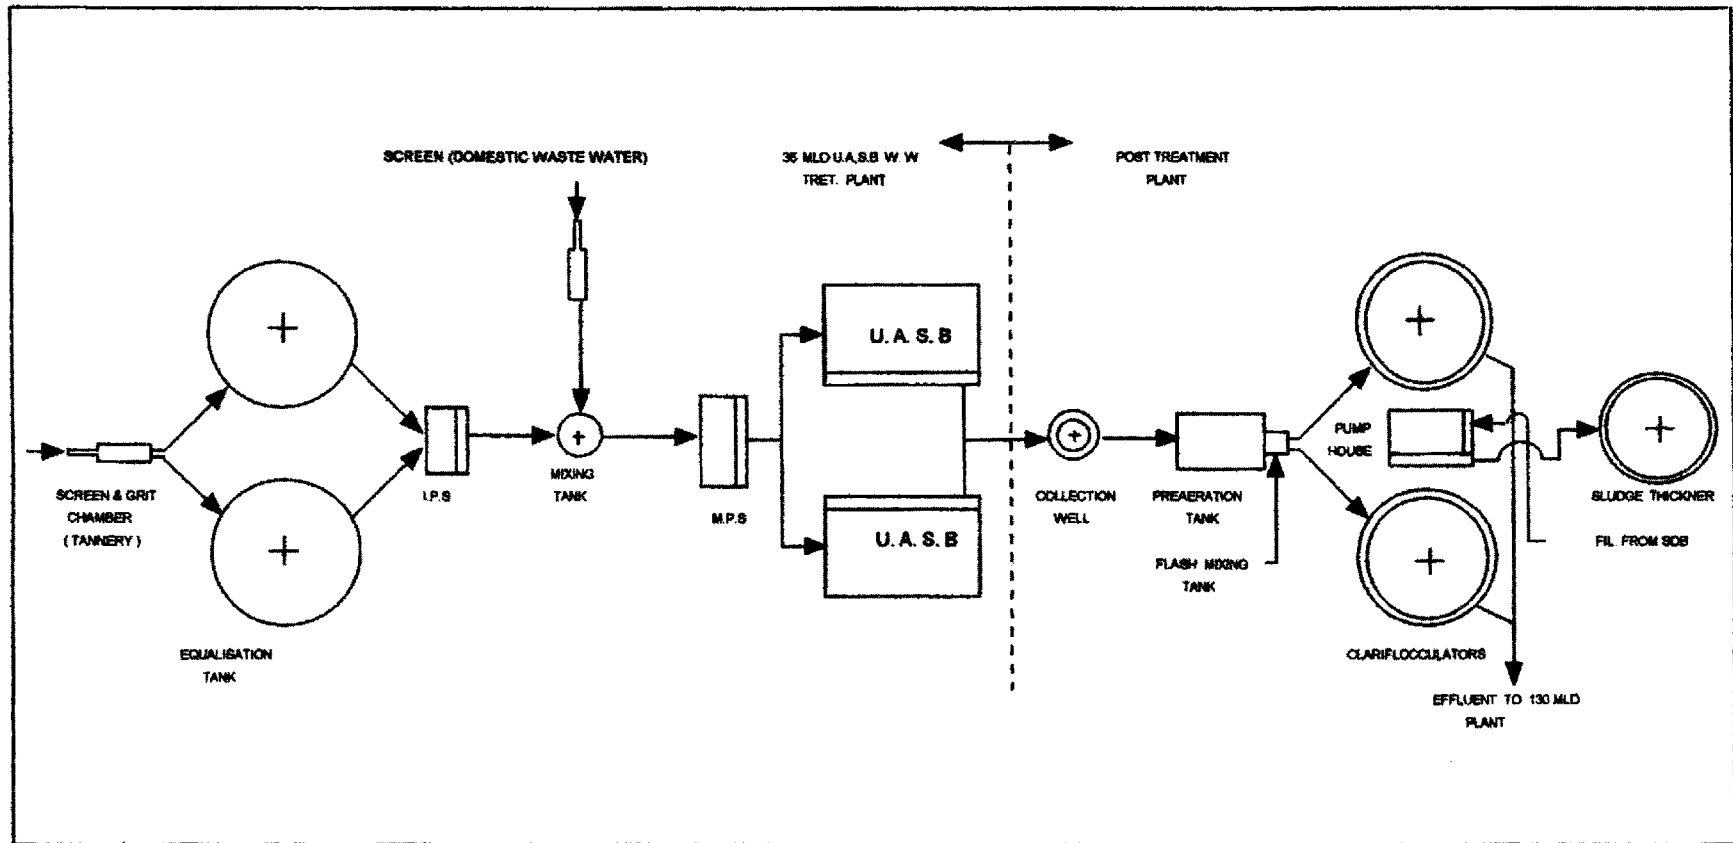 SCREEN (DOMESTIC WASTE WATER)
36 MLD U.A.S.B W. W
TRET. PLANT
POST TREATMENT
PLANT
U. A. S. B
U. A. S. B
SCREEN & GRIT
CHAMBER
( TANNERY )
EQUALISATION
TANK
I.P.S
MIXING
TANK
M.P.S
COLLECTION
WELL
PREAERATION
TANK
FLASH MIXING
TANK
PUMP
HOUSE
CLARIFLOCCULATORS
SLUDGE THICKNER
FIL. FROM SDB
EFFLUENT TO 130 MLD
PLANT